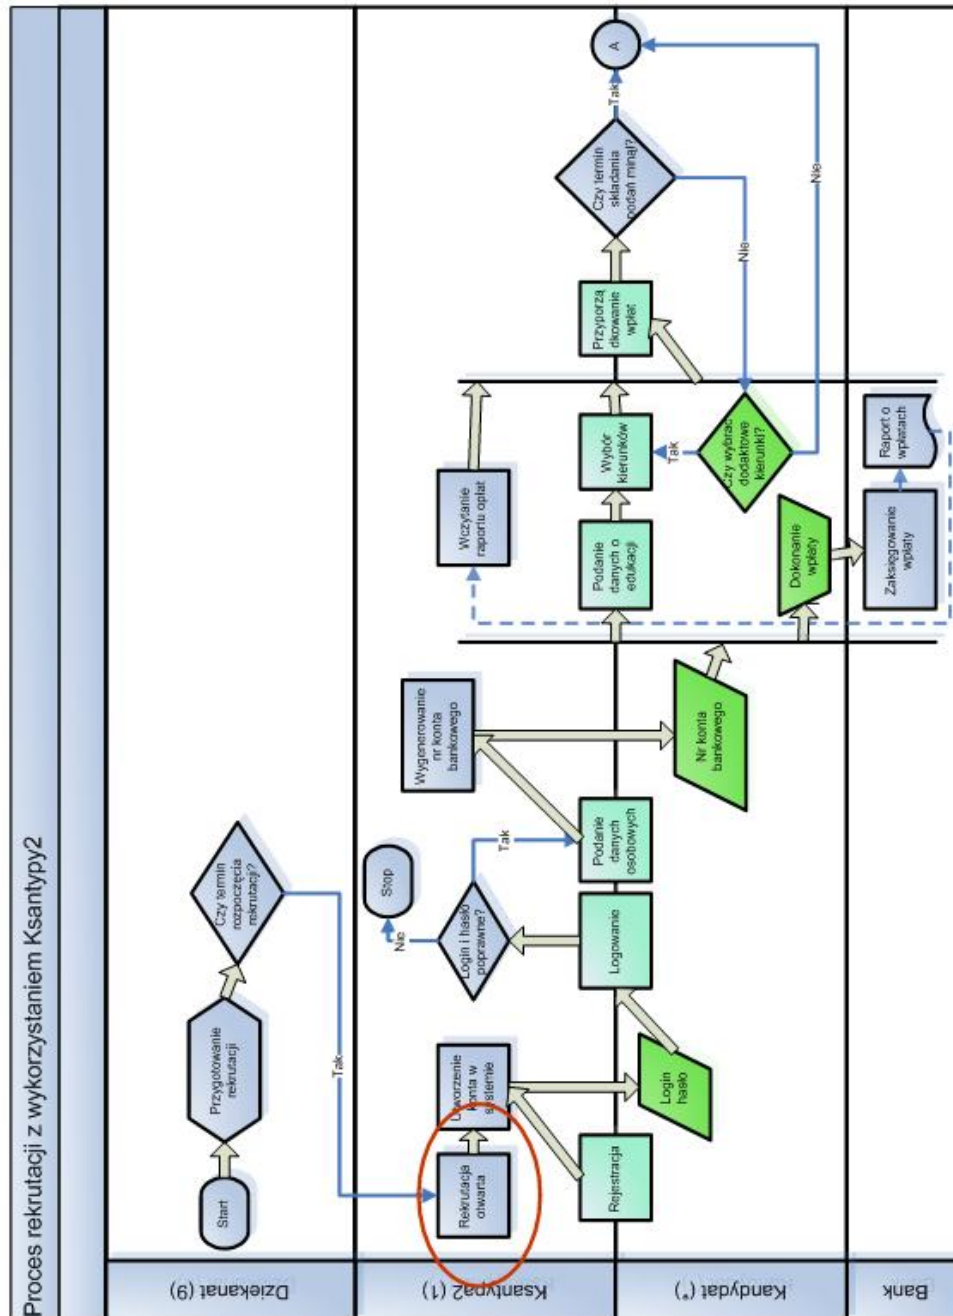 Proces rekrutacji z wykorzystaniem Ksantypy2
Dziekanat (9)
Start
Przygotowanie
rekrutacji
Czy termin
rozpoczęcia
rekrutacji?
Tak
Ksantypa2 (1)
Rekrutacja
otwarta
Utworzenie
konta w
systemie
Login i hasło
poprawne?
Nie
Stop
Tak
Wygenerowanie
nr konta
bankowego
Wczytanie
raportu opłat
Rejestracja
Logowanie
Podanie
danych
osobowych
Podanie
danych o
edukacji
Wybór
kierunków
Przyporzą
dkowanie
wpłat
Czy termin
składania
podań minął?
Tak
A
Kandydat (*)
Login
hasło
Nr konta
bankowego
Tak
Czy wybrać
dodaktowe
kierunki?
Nie
Nie
Dokonanie
wpłaty
Bank
Zaksięgowanie
wpłaty
Raport o
wpłatach